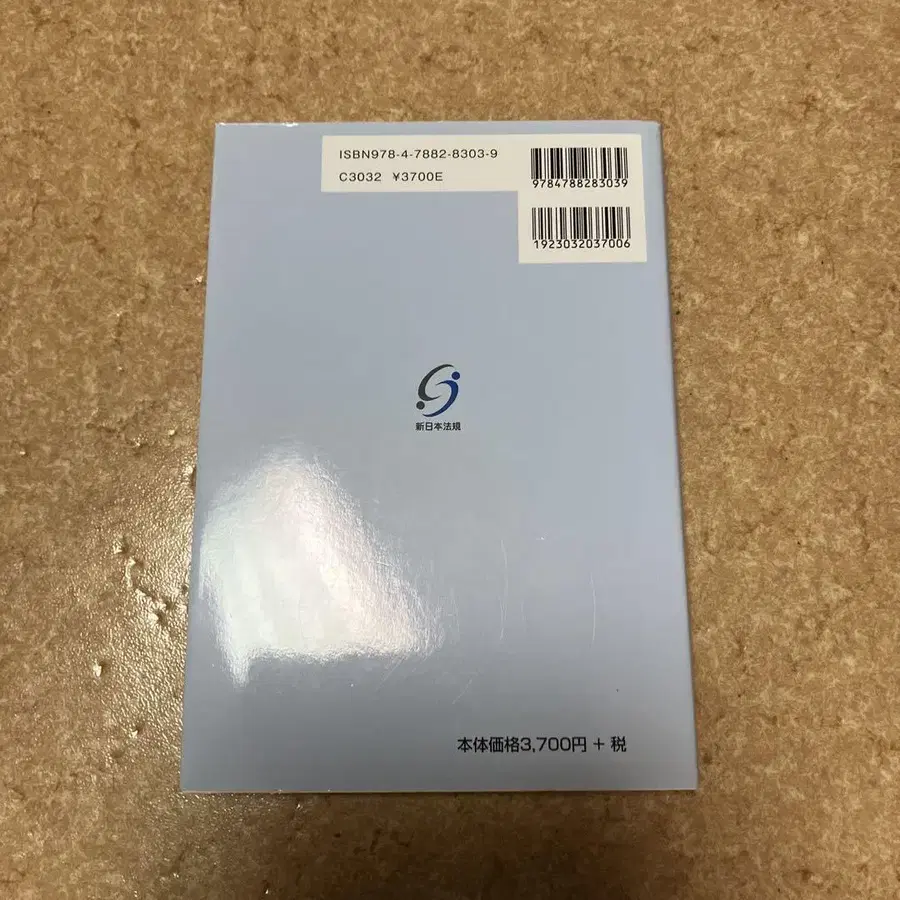 ISBN978-4-7882-8303-9
C3032 ¥3700E
9784788283039
1923032037006
新日本法規
本体価格3,700円 + 税